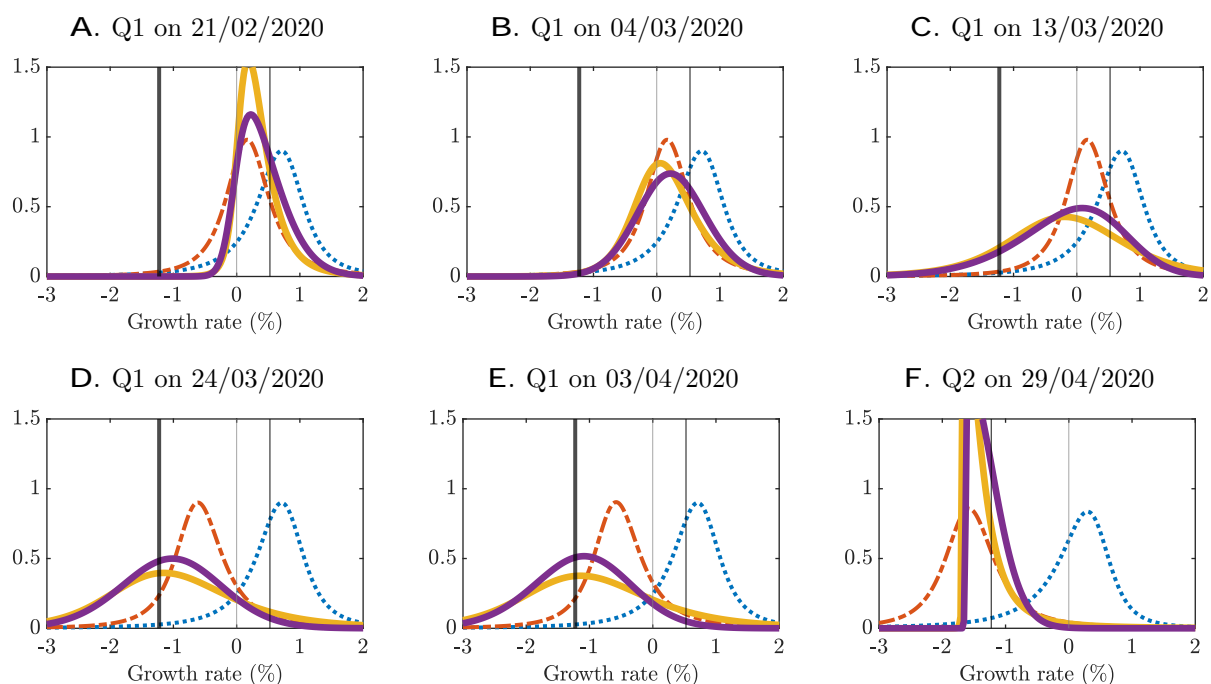 A. Q1 on 21/02/2020
B. Q1 on 04/03/2020
C. Q1 on 13/03/2020
1.5
1
0.5
0
-3 -2 -1 0 1 2
Growth rate (%)
1.5
1
0.5
0
-3 -2 -1 0 1 2
Growth rate (%)
1.5
1
0.5
0
-3 -2 -1 0 1 2
Growth rate (%)
D. Q1 on 24/03/2020
E. Q1 on 03/04/2020
F. Q2 on 29/04/2020
1.5
1
0.5
0
-3 -2 -1 0 1 2
Growth rate (%)
1.5
1
0.5
0
-3 -2 -1 0 1 2
Growth rate (%)
1.5
1
0.5
0
-3 -2 -1 0 1 2
Growth rate (%)